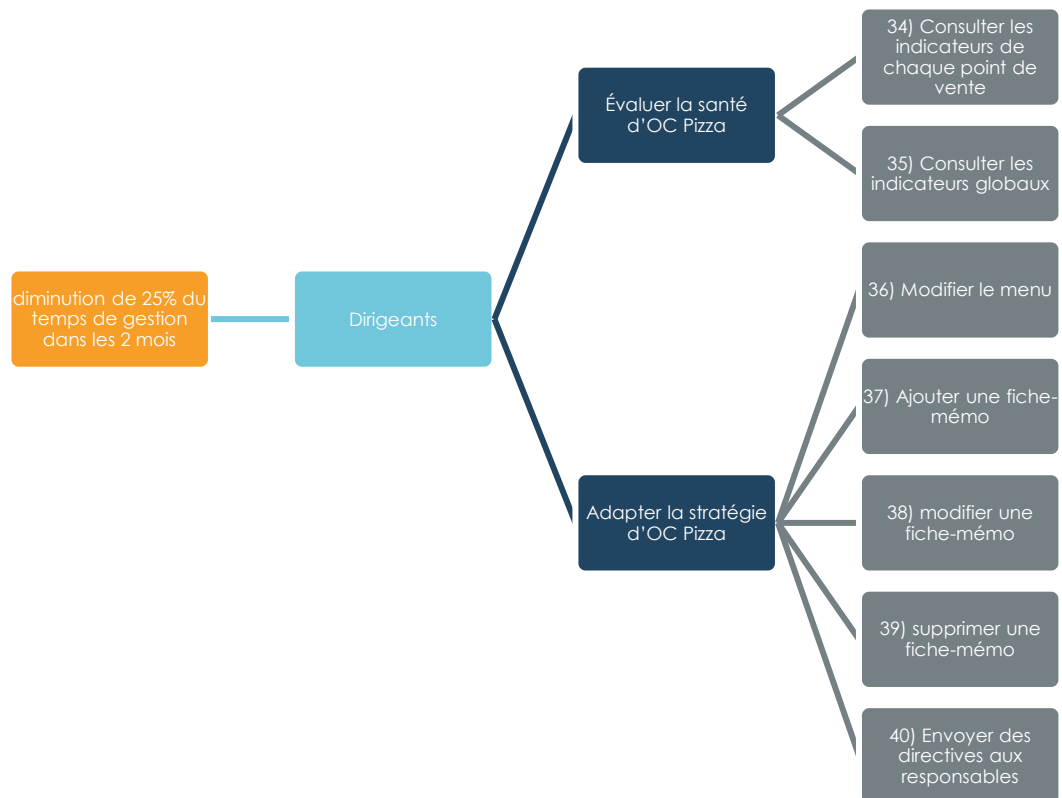 34) Consulter les
indicateurs de
chaque point de
vente
Évaluer la santé
d'OC Pizza
35) Consulter les
indicateurs globaux
diminution de 25% du
temps de gestion
dans les 2 mois
Dirigeants
36) Modifier le menu
37) Ajouter une fiche-
mémo
Adapter la stratégie
d'OC Pizza
38) modifier une
fiche-mémo
39) supprimer une
fiche-mémo
40) Envoyer des
directives aux
responsables